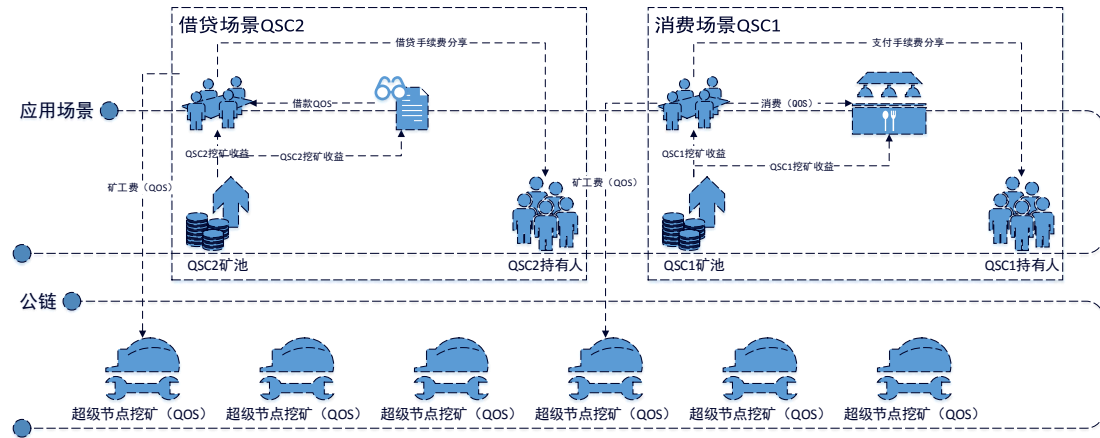 借贷场景QSC2
消费场景QSC1
借贷手续费分享
支付手续费分享
应用场景
借款QOS
消费（QOS）
QSC2挖矿收益
QSC2挖矿收益
QSC1挖矿收益
QSC1挖矿收益
矿工费（QOS）
矿工费（QOS）
QSC2矿池
QSC2持有人
QSC1矿池
QSC1持有人
公链
超级节点挖矿（QOS）
超级节点挖矿（QOS）
超级节点挖矿（QOS）
超级节点挖矿（QOS）
超级节点挖矿（QOS）
超级节点挖矿（QOS）